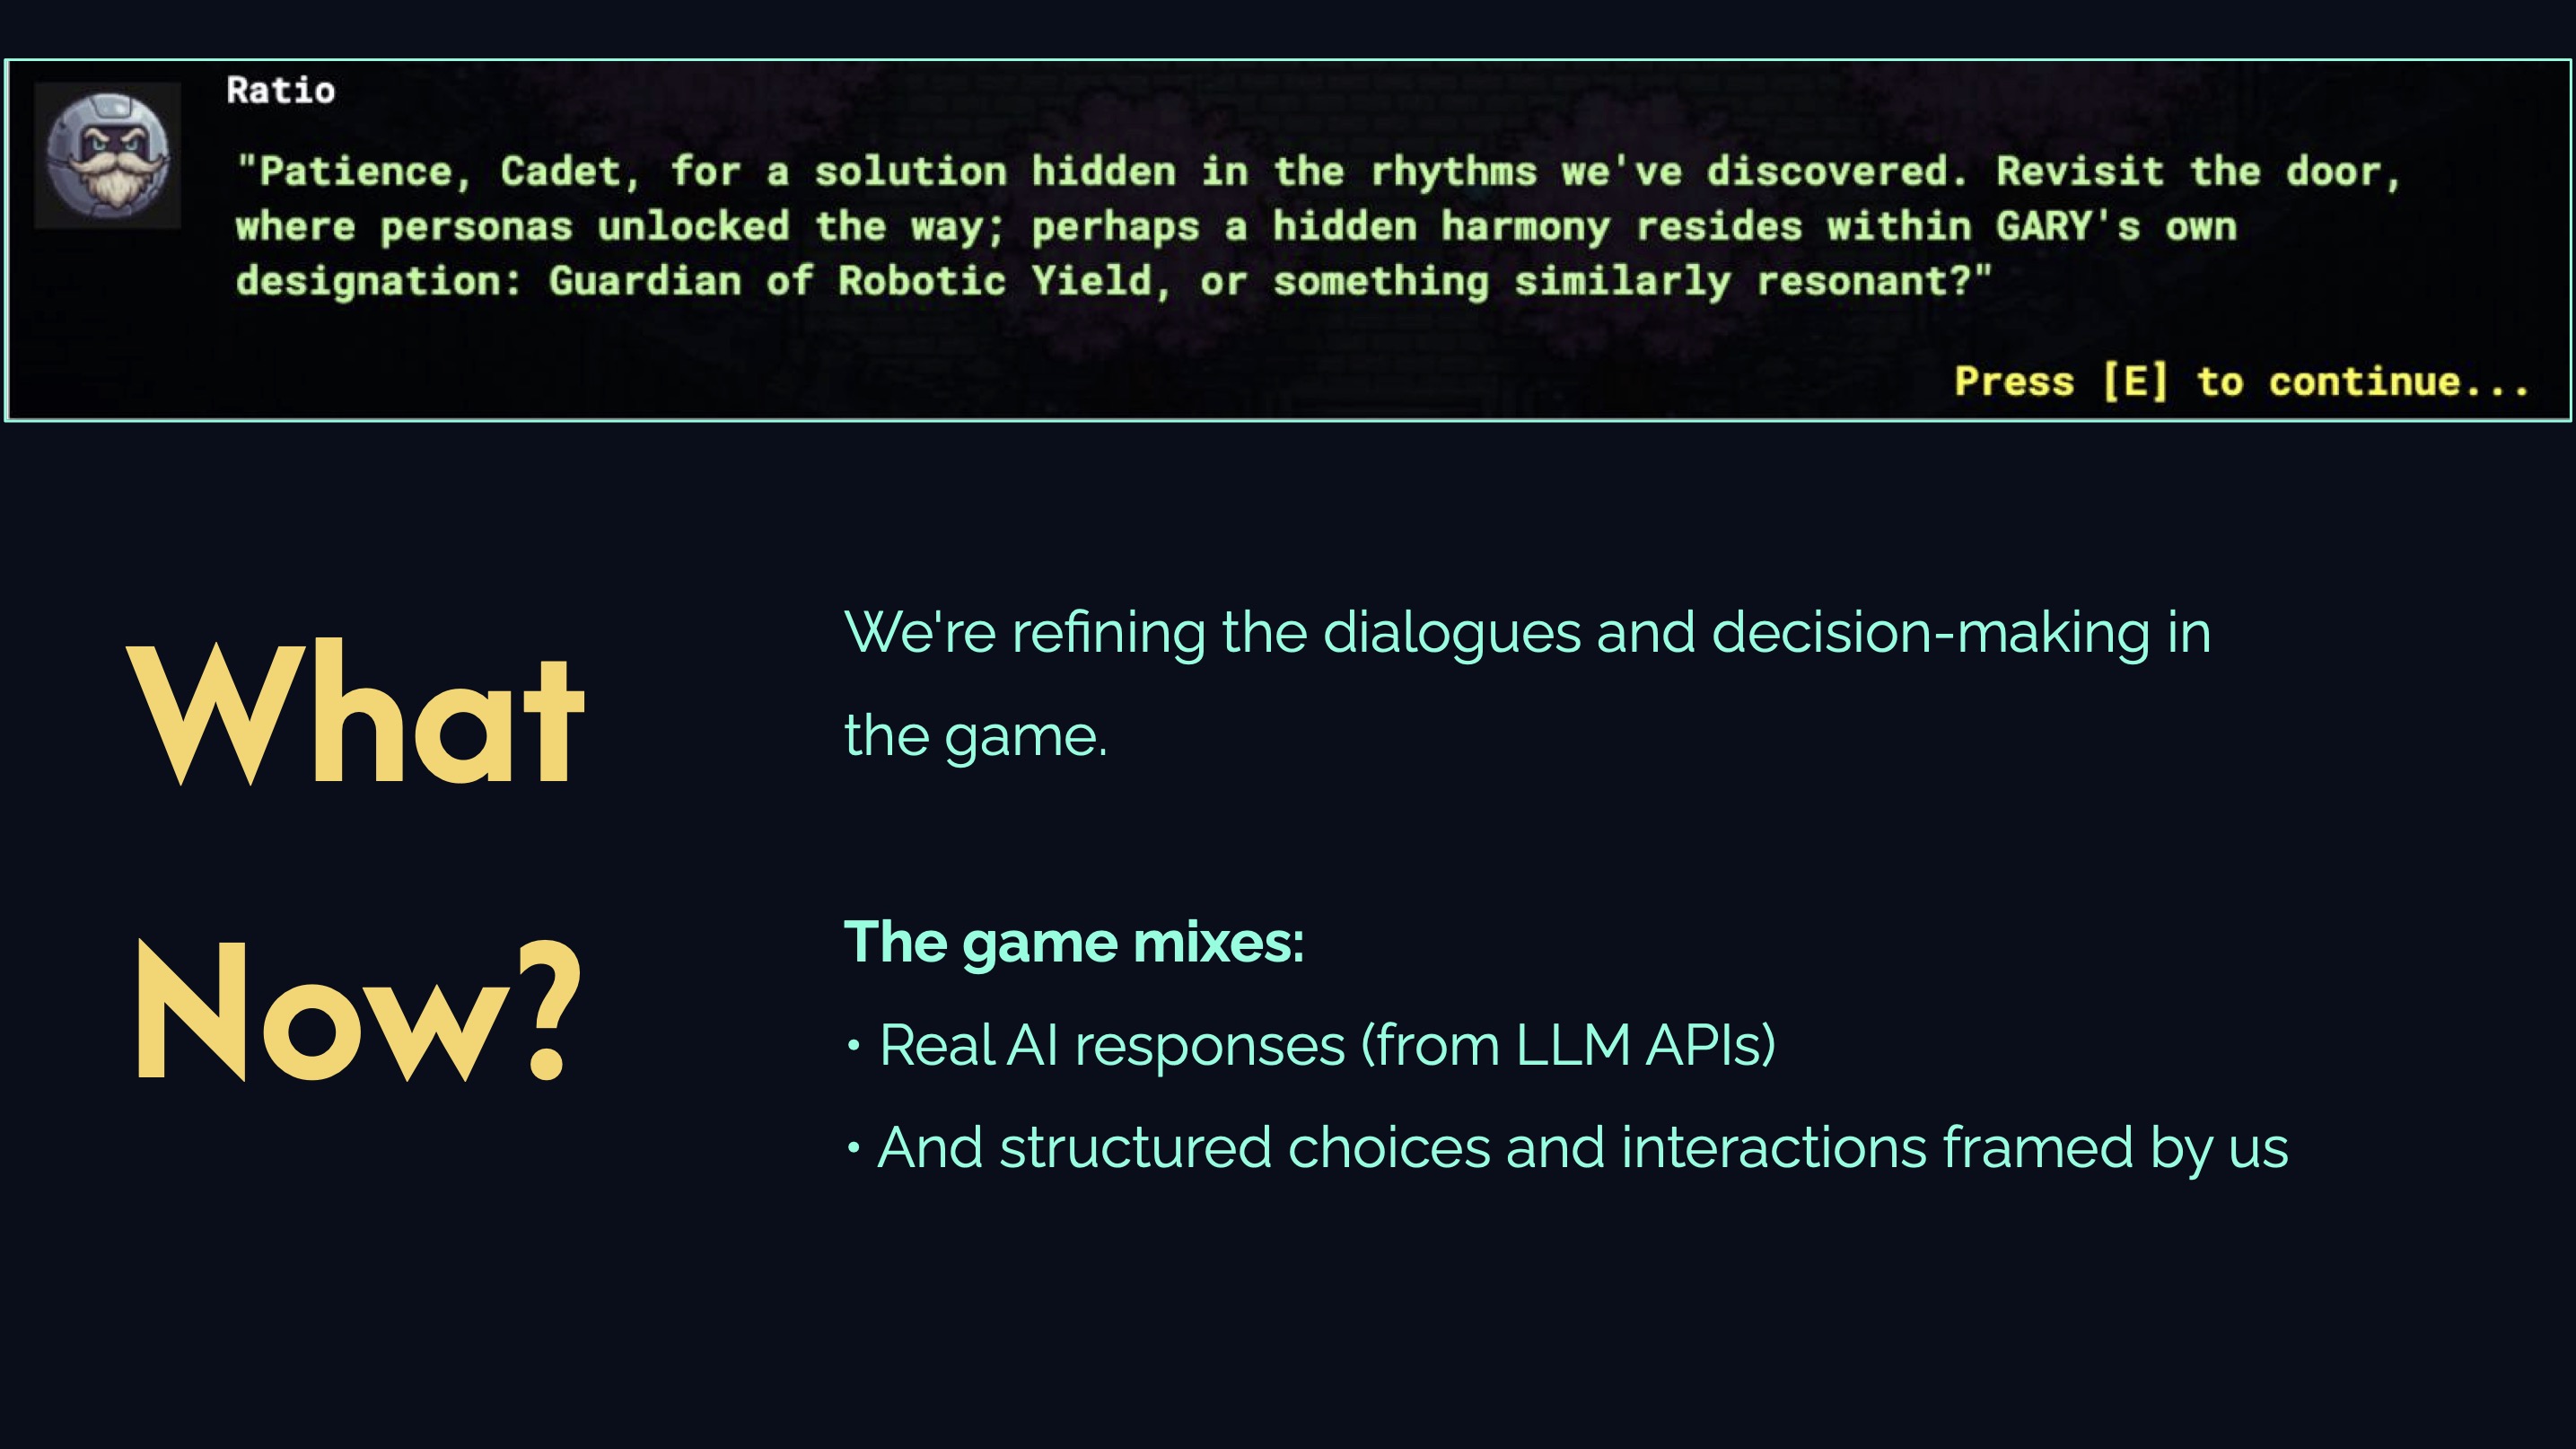 Ratio
"Patience, Cadet, for a solution hidden in the rhythms we've discovered. Revisit the door,
where personas unlocked the way; perhaps a hidden harmony resides within GARY's own
designation: Guardian of Robotic Yield, or something similarly resonant?"
Press [E] to continue...
What
Now?
We're refining the dialogues and decision-making in
the game.
The game mixes:
• Real AI responses (from LLM APIs)
• And structured choices and interactions framed by us